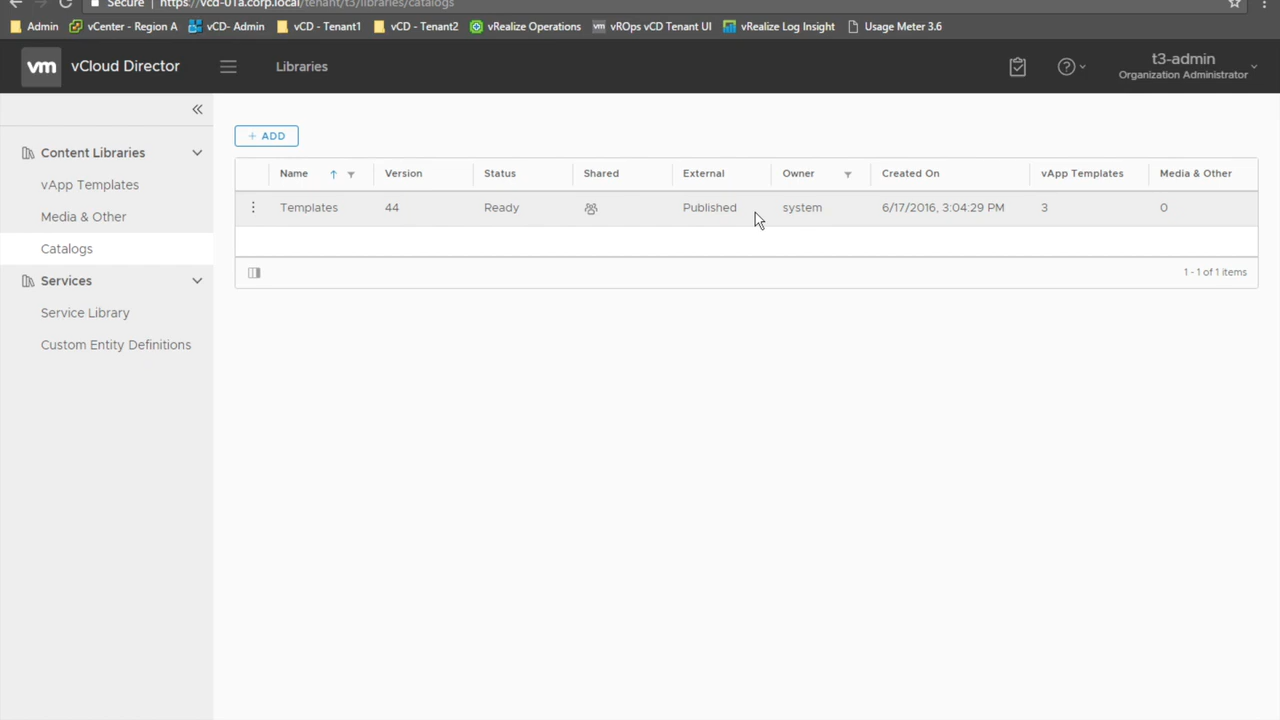 Secure | https://vcd-01a.corp.local/tenant/t3/libraries/catalogs
Admin vCenter - Region A vCD- Admin vCD - Tenant1 vCD - Tenant2 vRealize Operations vm vROps vCD Tenant UI vRealize Log Insight Usage Meter 3.6
vm vCloud Director Libraries ? t3-admin
Organization Administrator
+ ADD
Content Libraries
vApp Templates
Media & Other
Catalogs
Services
Service Library
Custom Entity Definitions
Name Version Status Shared External Owner Created On vApp Templates Media & Other
Templates 44 Ready Published system 6/17/2016, 3:04:29 PM 3 0
1 - 1 of 1 items